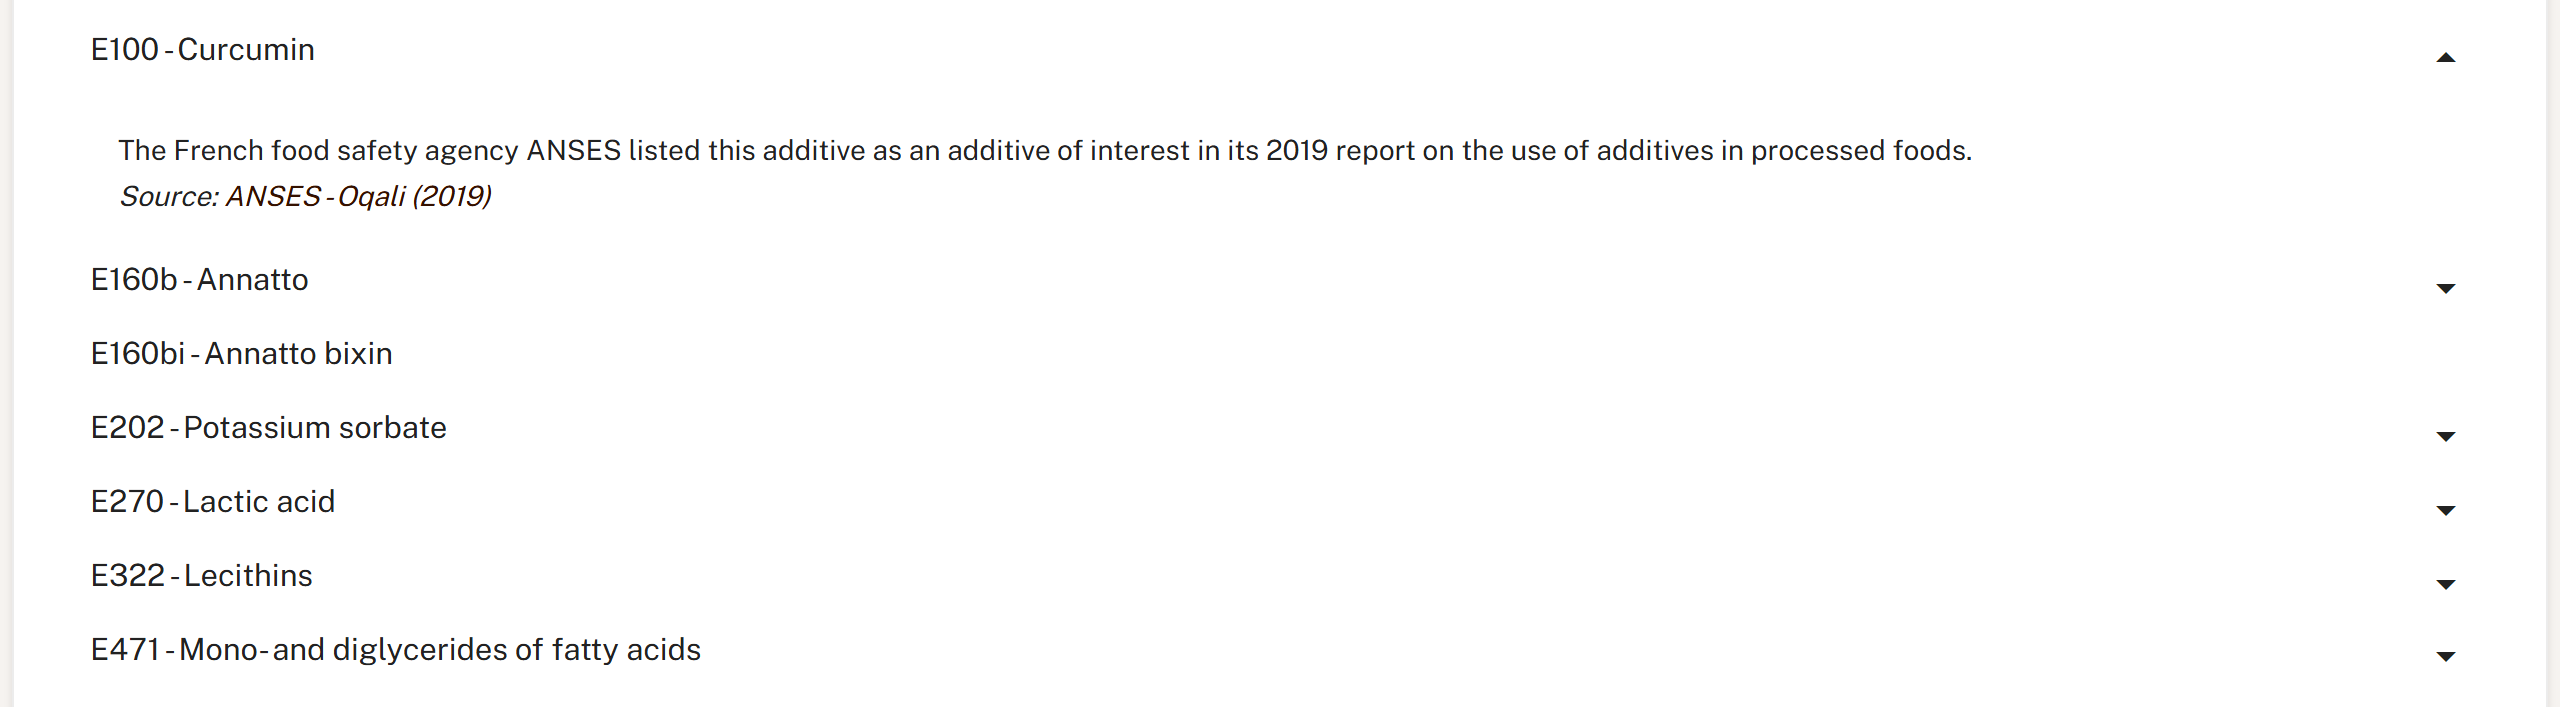 E100 - Curcumin
The French food safety agency ANSES listed this additive as an additive of interest in its 2019 report on the use of additives in processed foods.
Source: ANSES - Oqali (2019)
E160b - Annatto
E160bi - Annatto bixin
E202 - Potassium sorbate
E270 - Lactic acid
E322 - Lecithins
E471 - Mono- and diglycerides of fatty acids